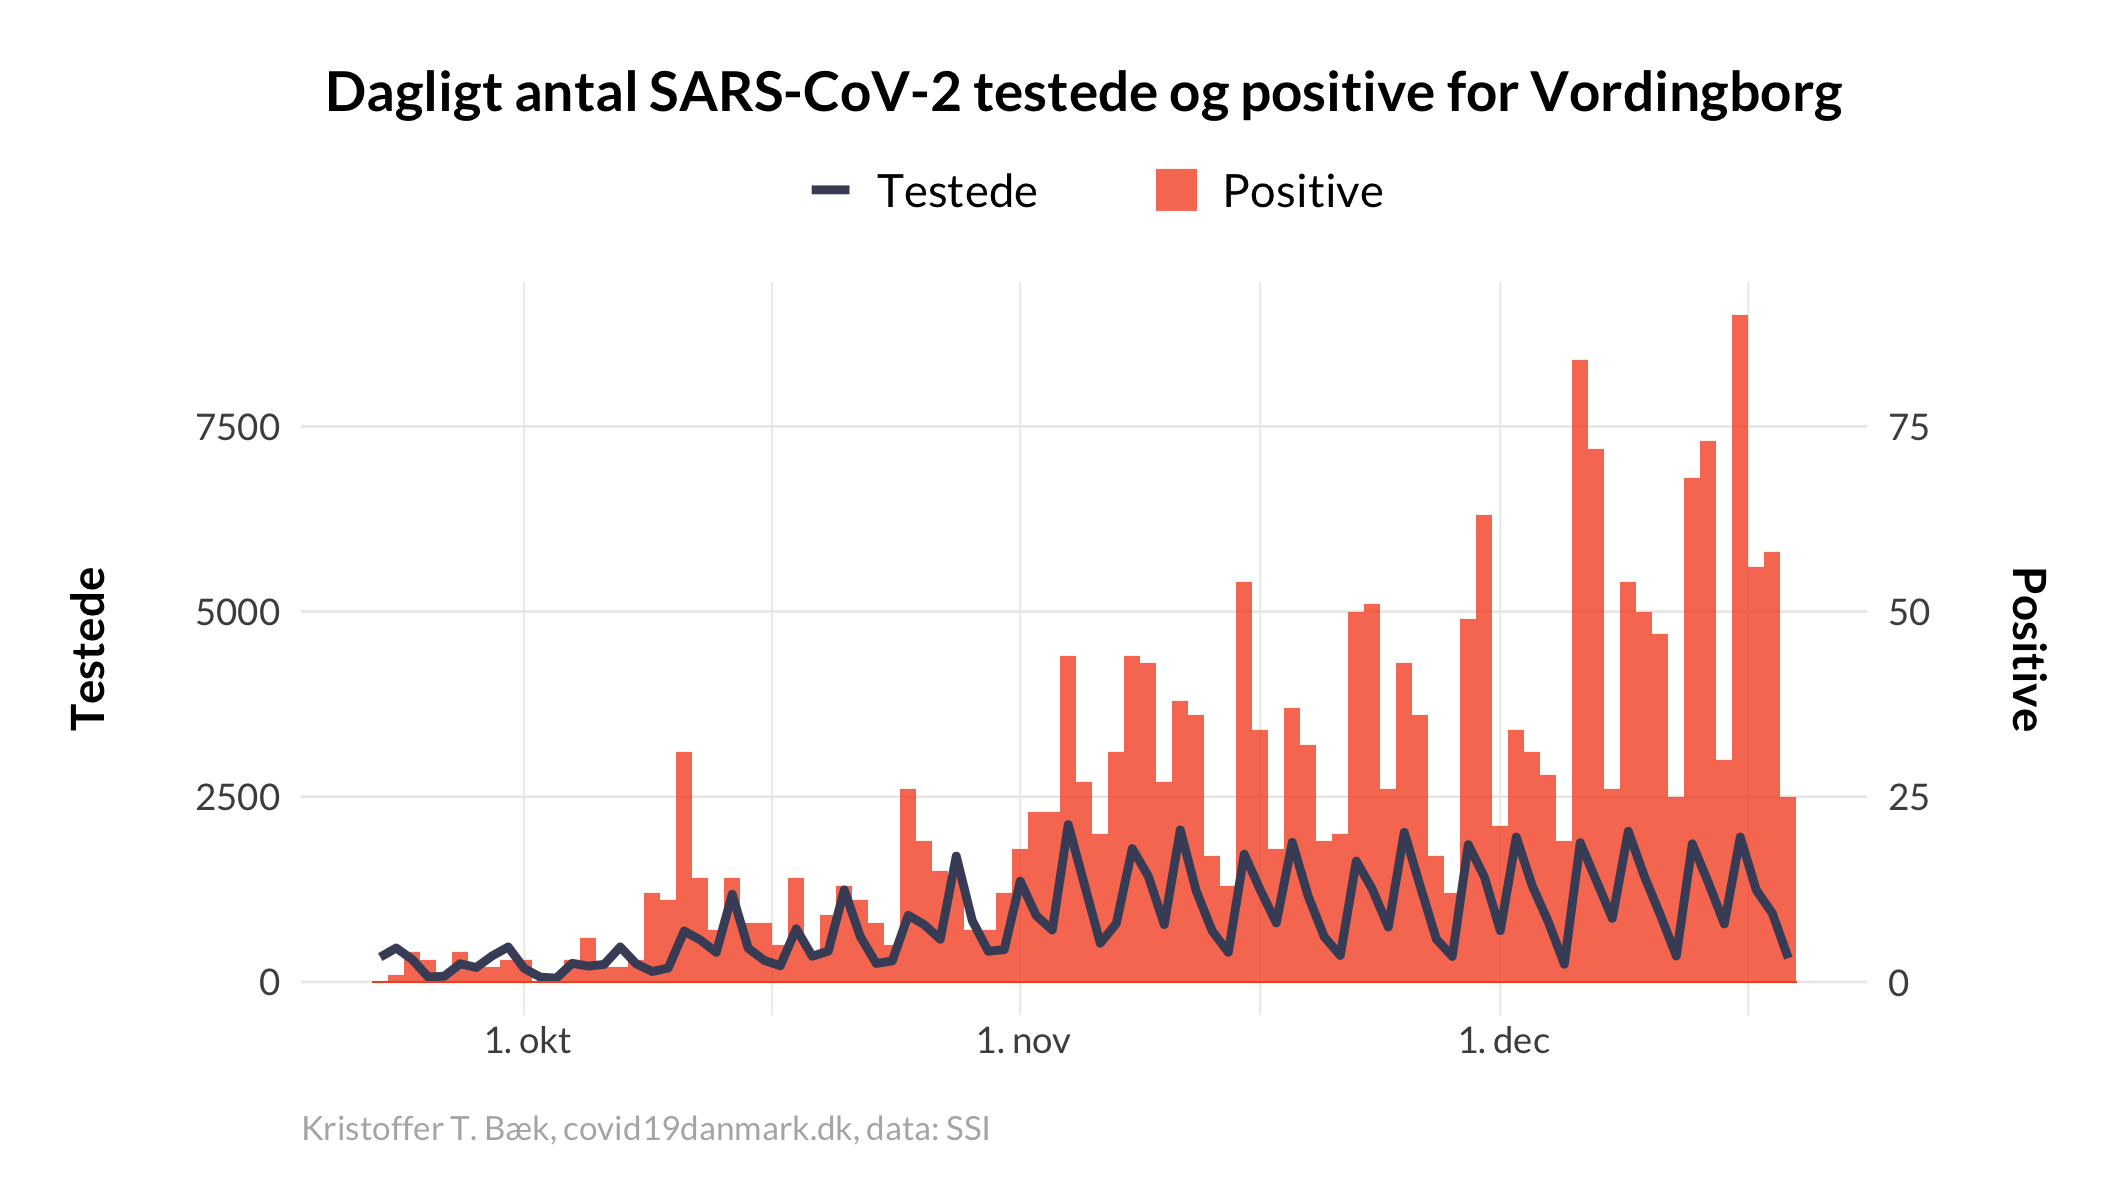 Dagligt antal SARS-CoV-2 testede og positive for Vordingborg
Testede
Positive
7500
5000
2500
0
Testede
75
50
25
0
Positive
1. okt
1. nov
1. dec
Kristoffer T. Bæk, covid19danmark.dk, data: SSI